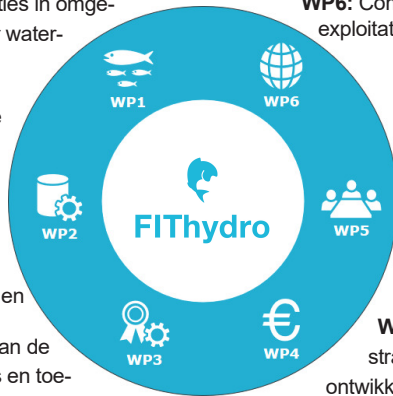 ties in omge-
water-
WP6: Con
exploitat
WP1
WP6
WP2
FIThydro
WP5
en
an de
s en toe-
WP3
€
WP4
W
stra
ontwikk